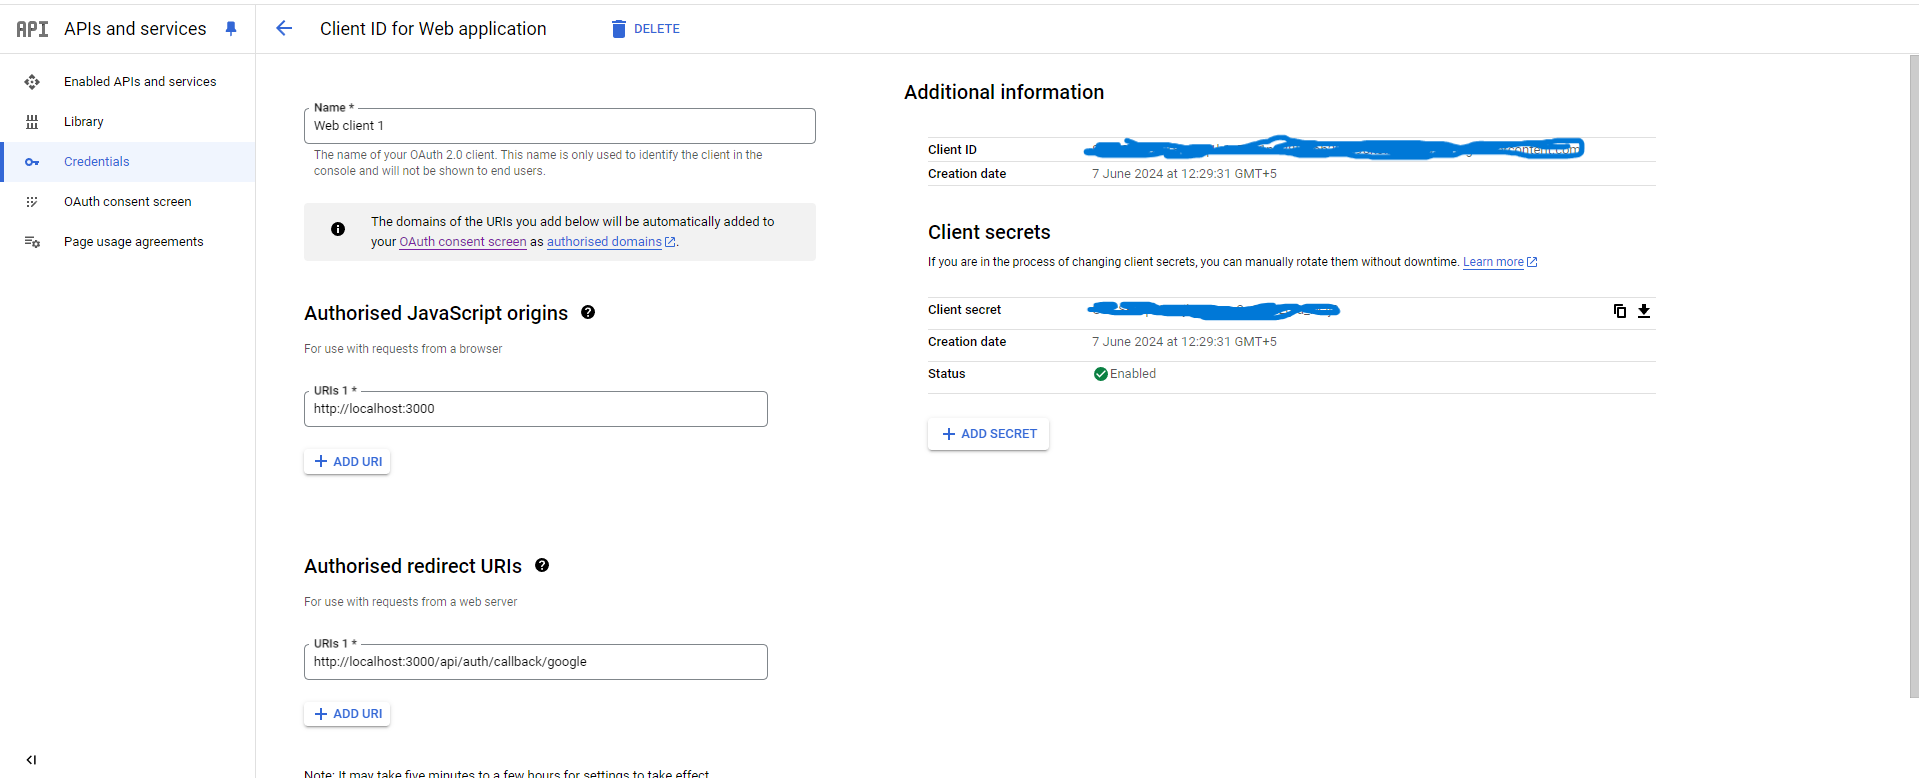 API APIs and services
Client ID for Web application
DELETE
Enabled APIs and services
Library
Credentials
OAuth consent screen
Page usage agreements
Name *
Web client 1
The name of your OAuth 2.0 client. This name is only used to identify the client in the
console and will not be shown to end users.
The domains of the URIs you add below will be automatically added to
your OAuth consent screen as authorised domains.
Authorised JavaScript origins
For use with requests from a browser
URIs 1 *
http://localhost:3000
+ ADD URI
Authorised redirect URIs
For use with requests from a web server
URIs 1 *
http://localhost:3000/api/auth/callback/google
+ ADD URI
Note: It may take five minutes to a few hours for settings to take effect
Additional information
Client ID
Creation date 7 June 2024 at 12:29:31 GMT+5
Client secrets
If you are in the process of changing client secrets, you can manually rotate them without downtime. Learn more
Client secret
Creation date 7 June 2024 at 12:29:31 GMT+5
Status Enabled
+ ADD SECRET